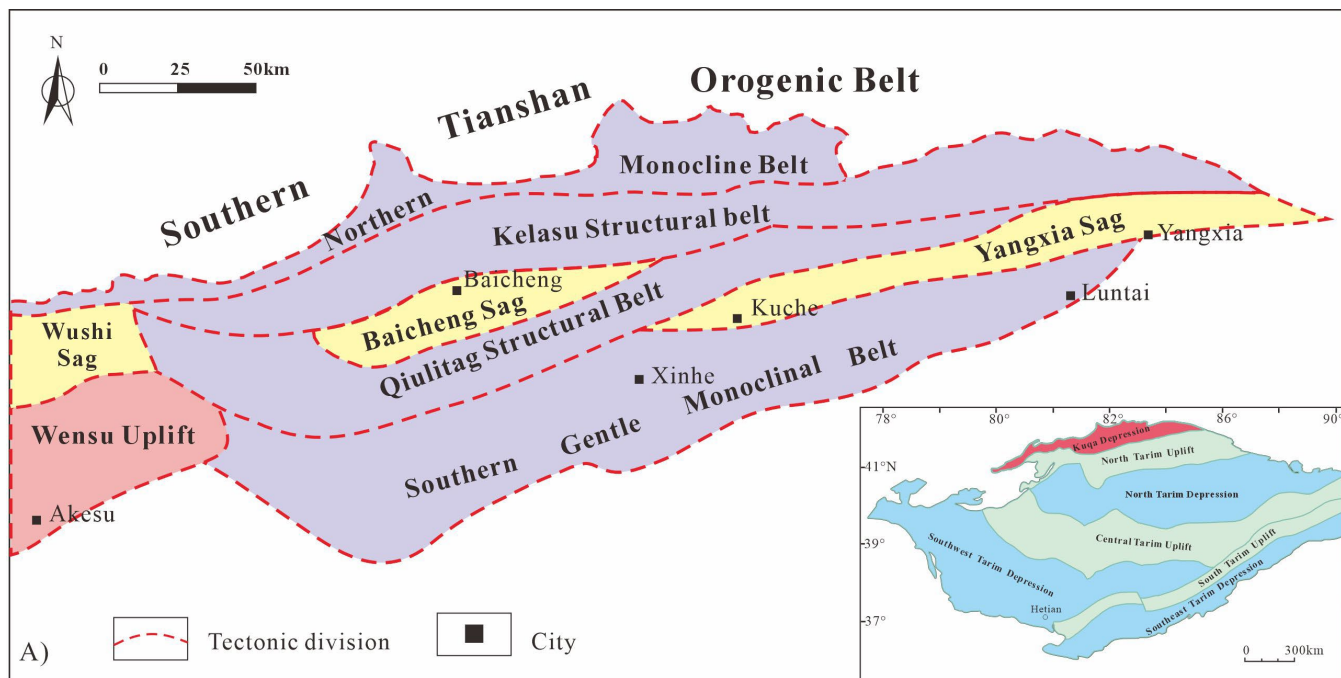 N
0 25 50km
Southern Tianshan Orogenic Belt
Northern Monocline Belt
Kelasu Structural belt
Yangxia Sag
Yangxia
Baicheng
Baicheng Sag
Kuche
Luntai
Qiulitag Structural Belt
Wushi
Sag
Xinhe
Wensu Uplift
Southern Gentle Monoclinal Belt
Akesu
Tectonic division
City
A)
78° 80° 82° 86° 90°
41°N
39°
37°
Kuqa Depression
North Tarim Uplift
North Tarim Depression
Central Tarim Uplift
Southwest Tarim Depression
South Tarim Uplift
Southeast Tarim Depression
Hetian
0 300km